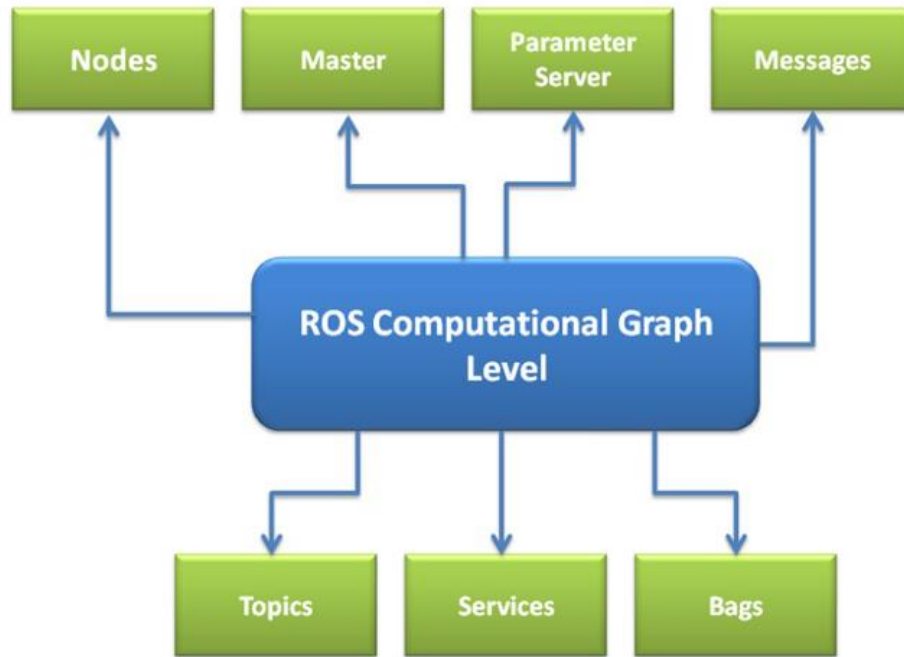 Nodes
Master
Parameter
Server
Messages
ROS Computational Graph
Level
Topics
Services
Bags